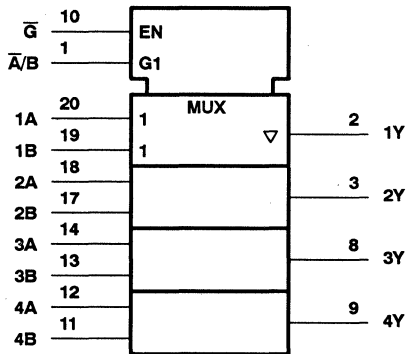 G̅ 10 EN
A̅/B 1 G1
MUX
1A 20 1
2 1Y
1B 19 1
▽
2A 18
3 2Y
2B 17
3A 14
8 3Y
3B 13
4A 12
9 4Y
4B 11